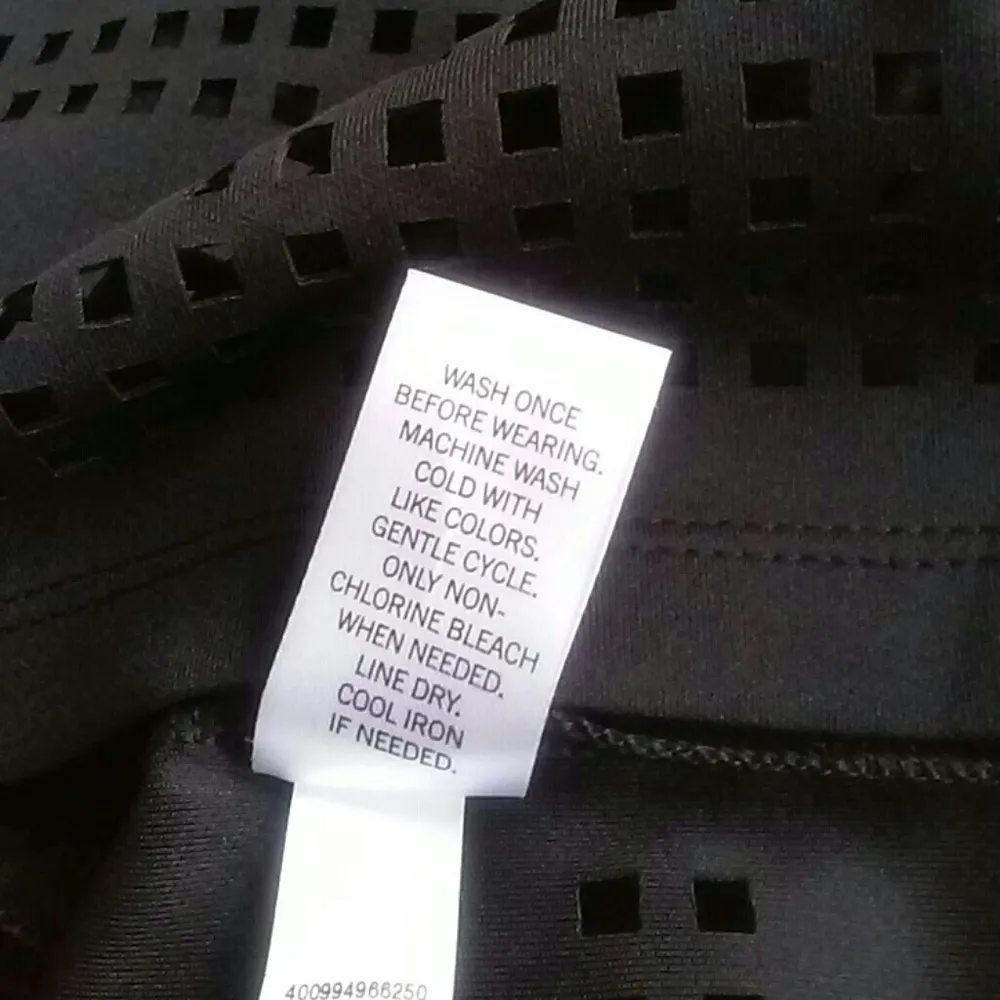 WASH ONCE
BEFORE WEARING.
MACHINE WASH
COLD WITH
LIKE COLORS.
GENTLE CYCLE.
ONLY NON-
CHLORINE BLEACH
WHEN NEEDED.
LINE DRY.
COOL IRON
IF NEEDED.
400994966250